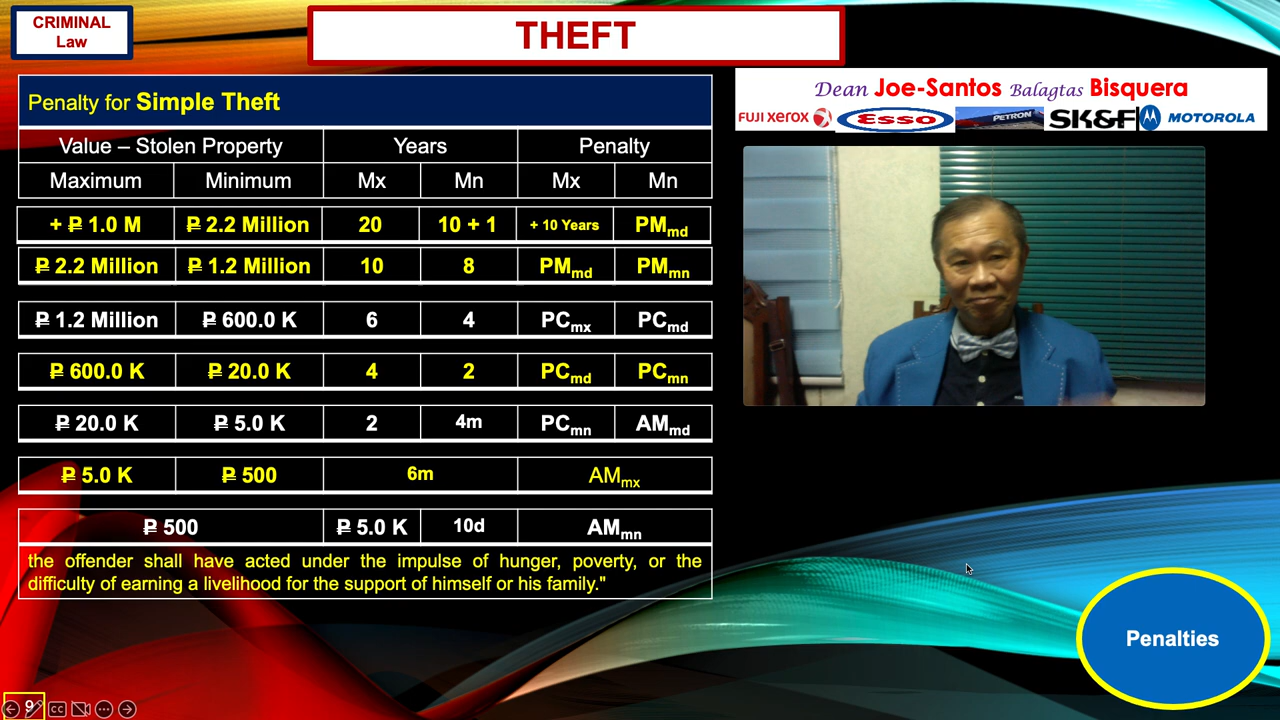 CRIMINAL
Law
THEFT
Dean Joe-Santos Balagtas Bisquera
FUJI XEROX Esso PETRON SK&F MOTOROLA
Penalty for Simple Theft
Value – Stolen Property Years Penalty
Maximum Minimum Mx Mn Mx Mn
+ ₱ 1.0 M ₱ 2.2 Million 20 10 + 1 + 10 Years PMmd
₱ 2.2 Million ₱ 1.2 Million 10 8 PMmd PMmn
₱ 1.2 Million ₱ 600.0 K 6 4 PCmx PCmd
₱ 600.0 K ₱ 20.0 K 4 2 PCmd PCmn
₱ 20.0 K ₱ 5.0 K 2 4m PCmn AMmd
₱ 5.0 K ₱ 500 6m AMmx
₱ 500 ₱ 5.0 K 10d AMmn
the offender shall have acted under the impulse of hunger, poverty, or the
difficulty of earning a livelihood for the support of himself or his family."
Penalties
9
CC